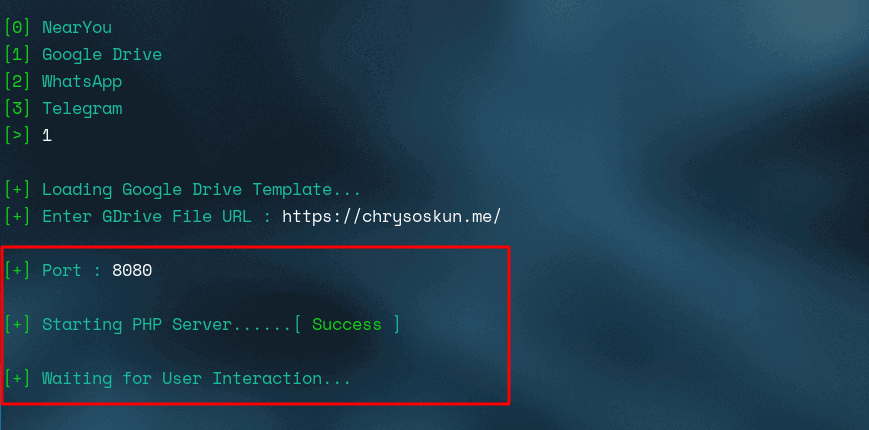 [0] NearYou
[1] Google Drive
[2] WhatsApp
[3] Telegram
[>] 1
[+] Loading Google Drive Template...
[+] Enter GDrive File URL : https://chrysoskun.me/
[+] Port : 8080
[+] Starting PHP Server......[ Success ]
[+] Waiting for User Interaction...